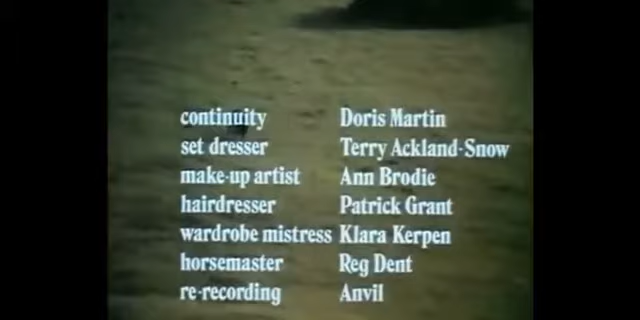 continuity Doris Martin
set dresser Terry Ackland-Snow
make-up artist Ann Brodie
hairdresser Patrick Grant
wardrobe mistress Klara Kerpen
horsemaster Reg Dent
re-recording Anvil